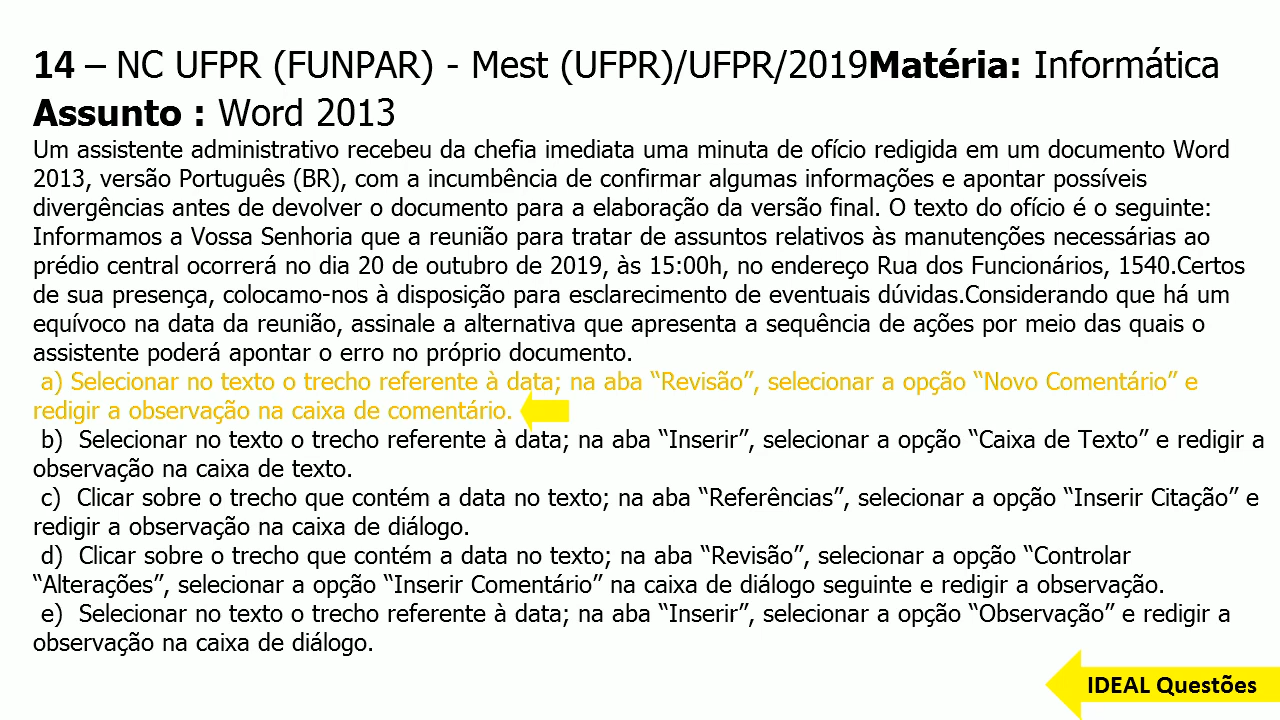 14 – NC UFPR (FUNPAR) - Mest (UFPR)/UFPR/2019Matéria: Informática
Assunto : Word 2013
Um assistente administrativo recebeu da chefia imediata uma minuta de ofício redigida em um documento Word
2013, versão Português (BR), com a incumbência de confirmar algumas informações e apontar possíveis
divergências antes de devolver o documento para a elaboração da versão final. O texto do ofício é o seguinte:
Informamos a Vossa Senhoria que a reunião para tratar de assuntos relativos às manutenções necessárias ao
prédio central ocorrerá no dia 20 de outubro de 2019, às 15:00h, no endereço Rua dos Funcionários, 1540.Certos
de sua presença, colocamo-nos à disposição para esclarecimento de eventuais dúvidas.Considerando que há um
equívoco na data da reunião, assinale a alternativa que apresenta a sequência de ações por meio das quais o
assistente poderá apontar o erro no próprio documento.
a) Selecionar no texto o trecho referente à data; na aba “Revisão”, selecionar a opção “Novo Comentário” e
redigir a observação na caixa de comentário.
b) Selecionar no texto o trecho referente à data; na aba “Inserir”, selecionar a opção “Caixa de Texto” e redigir a
observação na caixa de texto.
c) Clicar sobre o trecho que contém a data no texto; na aba “Referências”, selecionar a opção “Inserir Citação” e
redigir a observação na caixa de diálogo.
d) Clicar sobre o trecho que contém a data no texto; na aba “Revisão”, selecionar a opção “Controlar
“Alterações”, selecionar a opção “Inserir Comentário” na caixa de diálogo seguinte e redigir a observação.
e) Selecionar no texto o trecho referente à data; na aba “Inserir”, selecionar a opção “Observação” e redigir a
observação na caixa de diálogo.
IDEAL Questões